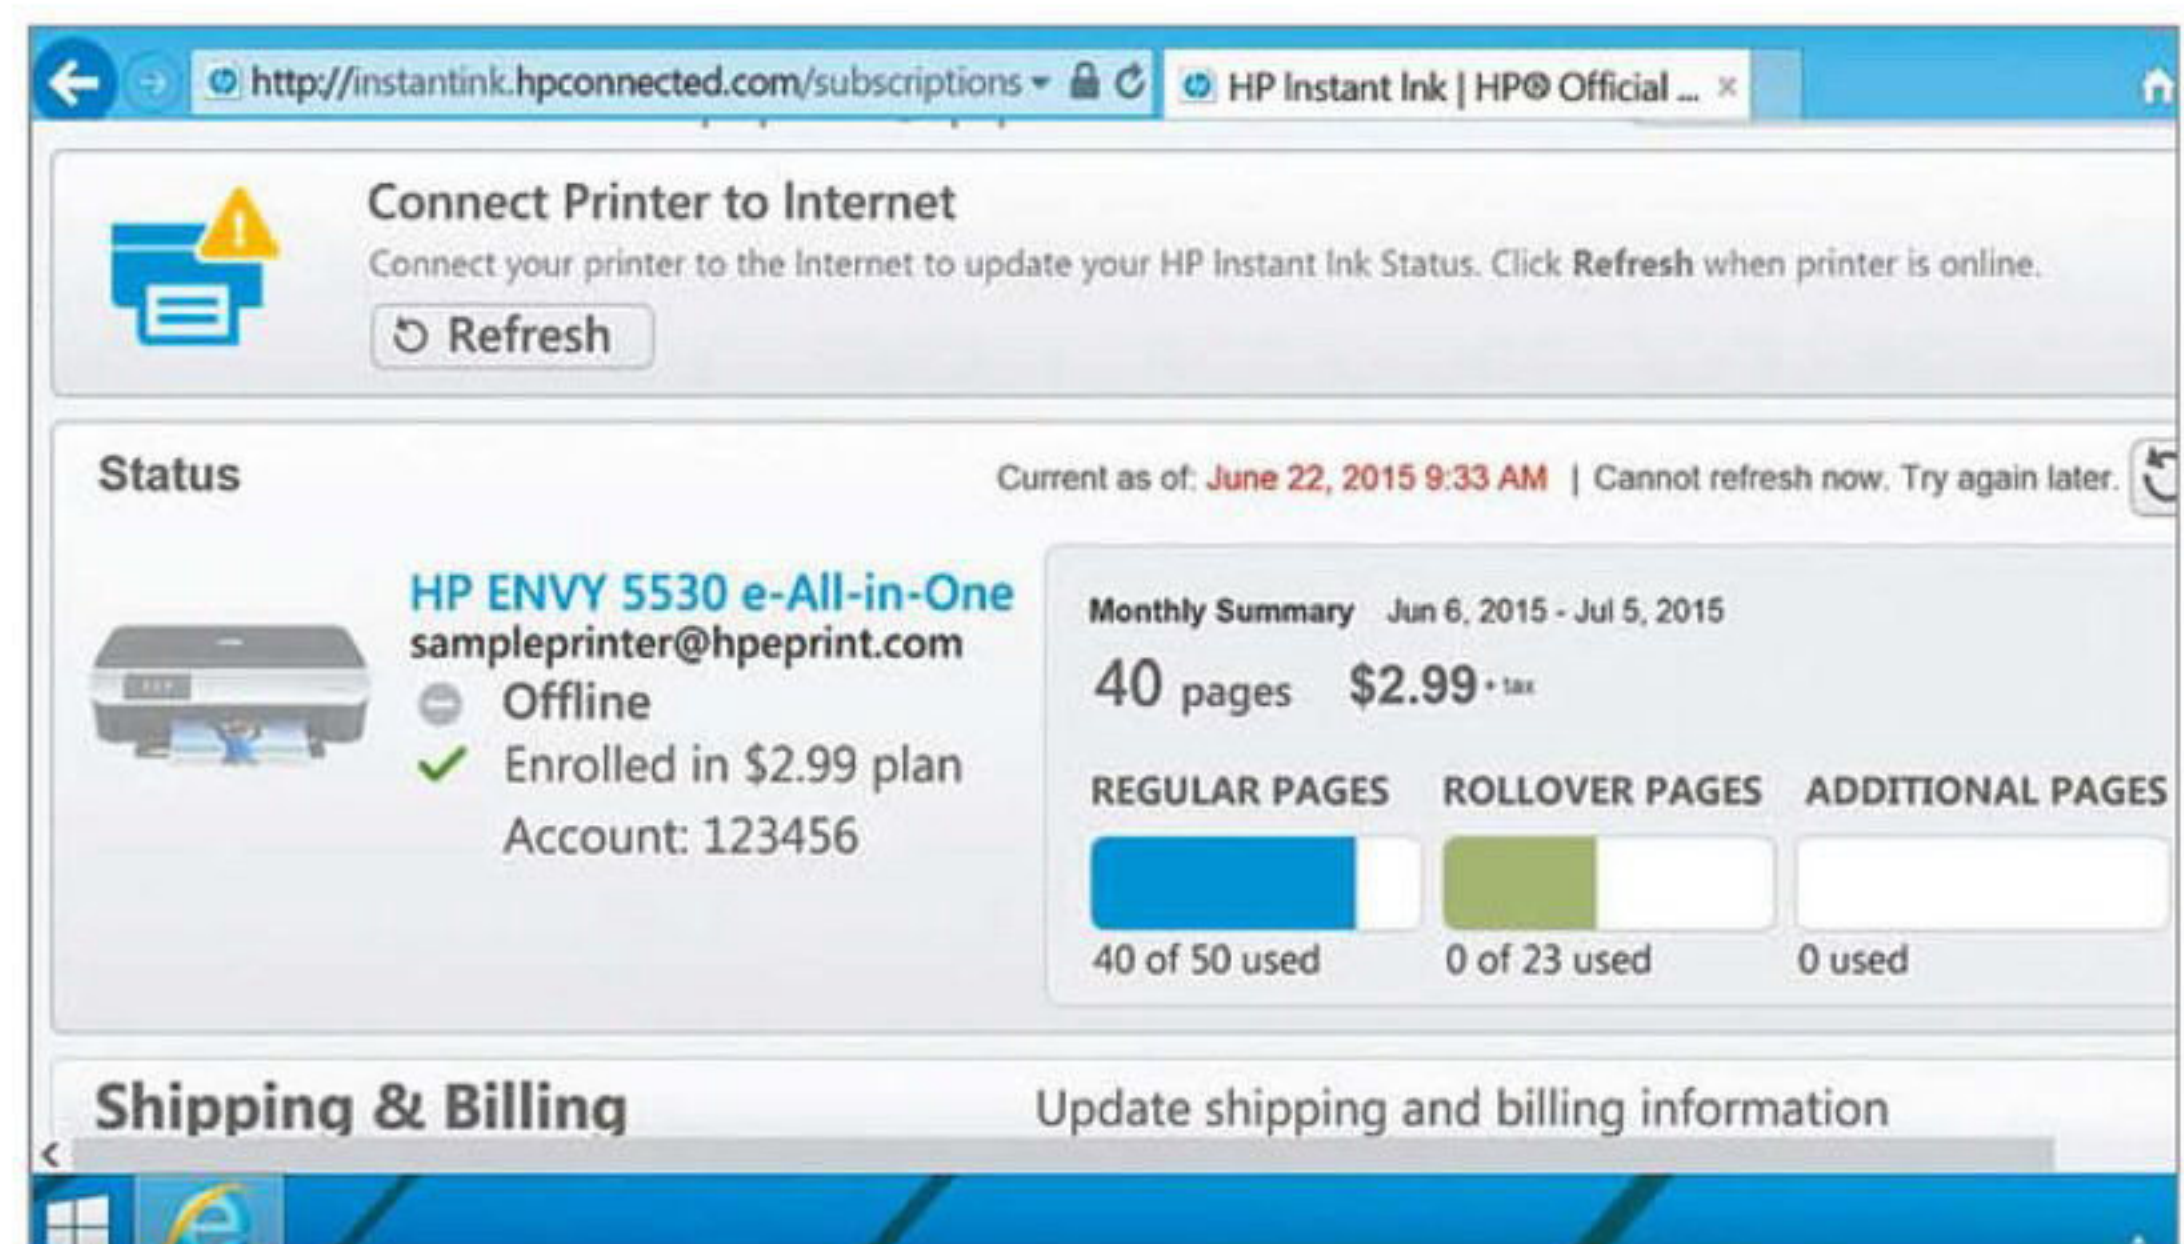 http://instantink.hpconnected.com/subscriptions
HP Instant Ink | HP® Official ...
Connect Printer to Internet
Connect your printer to the Internet to update your HP Instant Ink Status. Click Refresh when printer is online.
Refresh
Status
Current as of: June 22, 2015 9:33 AM | Cannot refresh now. Try again later.
HP ENVY 5530 e-All-in-One
sampleprinter@hpeprint.com
Offline
Enrolled in $2.99 plan
Account: 123456
Monthly Summary Jun 6, 2015 - Jul 5, 2015
40 pages $2.99 + tax
REGULAR PAGES ROLLOVER PAGES ADDITIONAL PAGES
40 of 50 used 0 of 23 used 0 used
Shipping & Billing
Update shipping and billing information